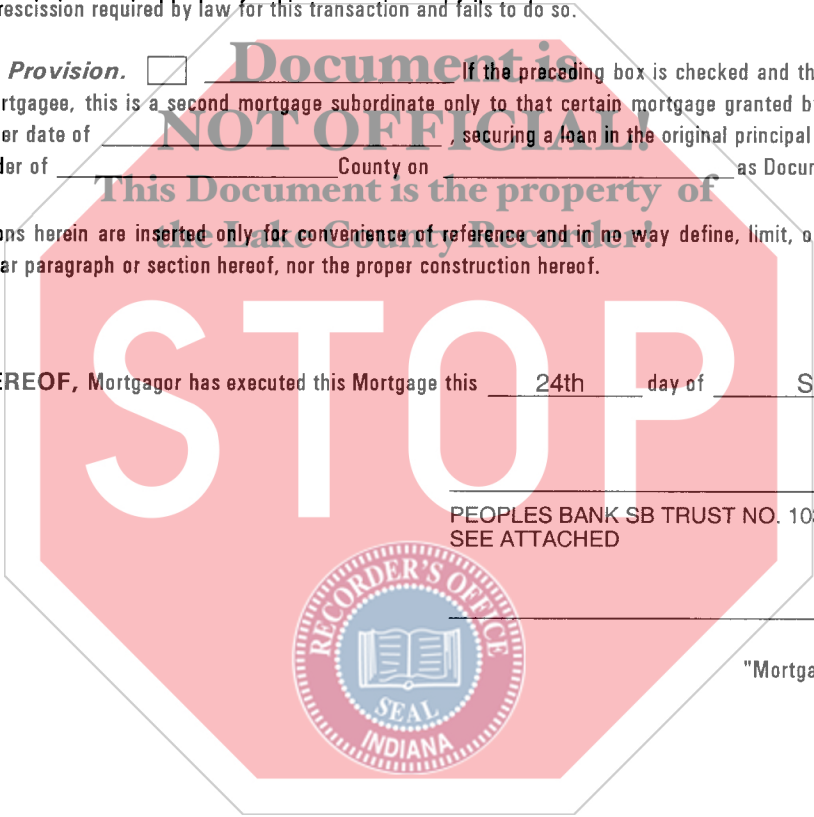 rescission required by law for this transaction and fails to do so.
Document is
Provision. If the preceding box is checked and th
rtgagee, this is a second mortgage subordinate only to that certain mortgage granted b
NOT OFFICIAL!
er date of , securing a loan in the original principal
der of County on as Docum
This Document is the property of
the Lake County Recorder!
ons herein are inserted only for convenience of reference and in no way define, limit, o
ar paragraph or section hereof, nor the proper construction hereof.
STOP
EREOF, Mortgagor has executed this Mortgage this 24th day of S
PEOPLES BANK SB TRUST NO. 103
SEE ATTACHED
RECORDER'S OFFICE
SEAL
INDIANA
"Mortga